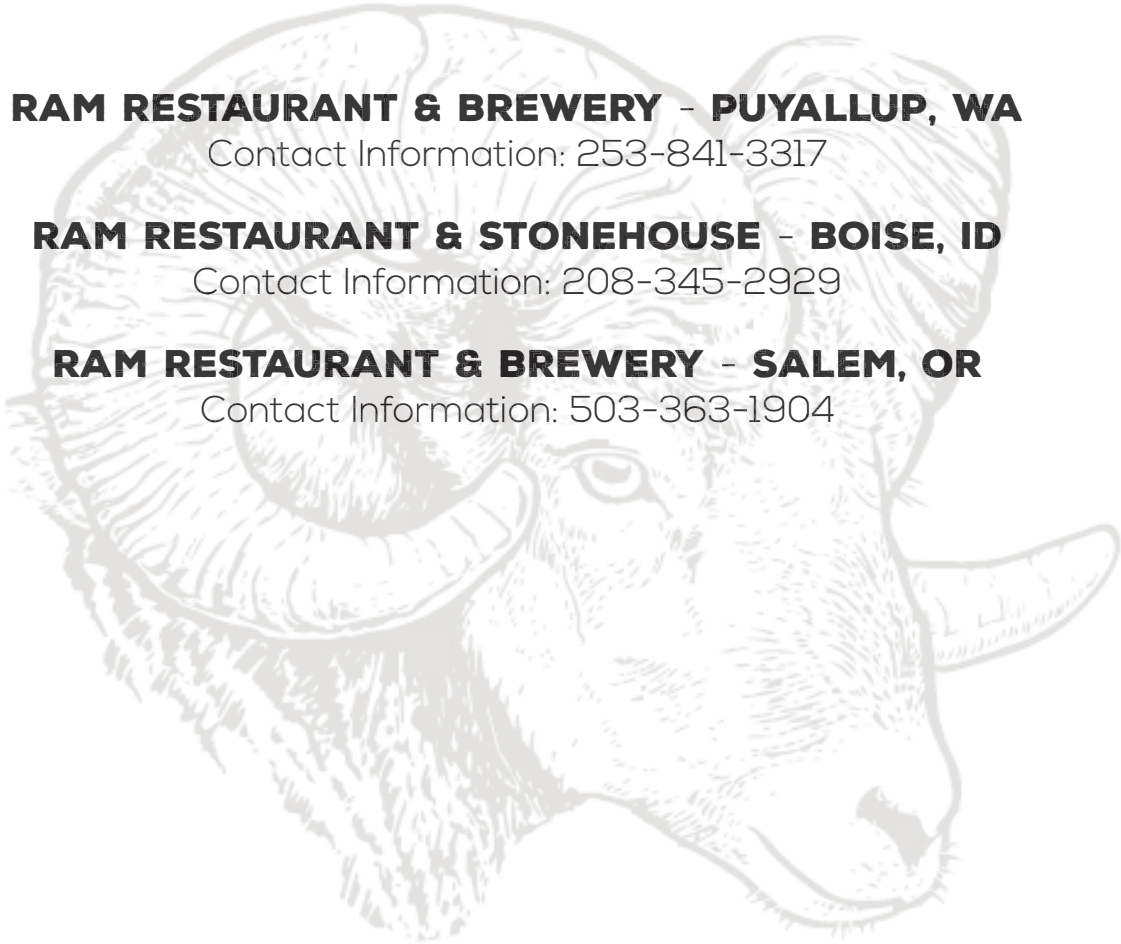 RAM RESTAURANT & BREWERY - PUYALLUP, WA
Contact Information: 253-841-3317
RAM RESTAURANT & STONEHOUSE - BOISE, ID
Contact Information: 208-345-2929
RAM RESTAURANT & BREWERY - SALEM, OR
Contact Information: 503-363-1904